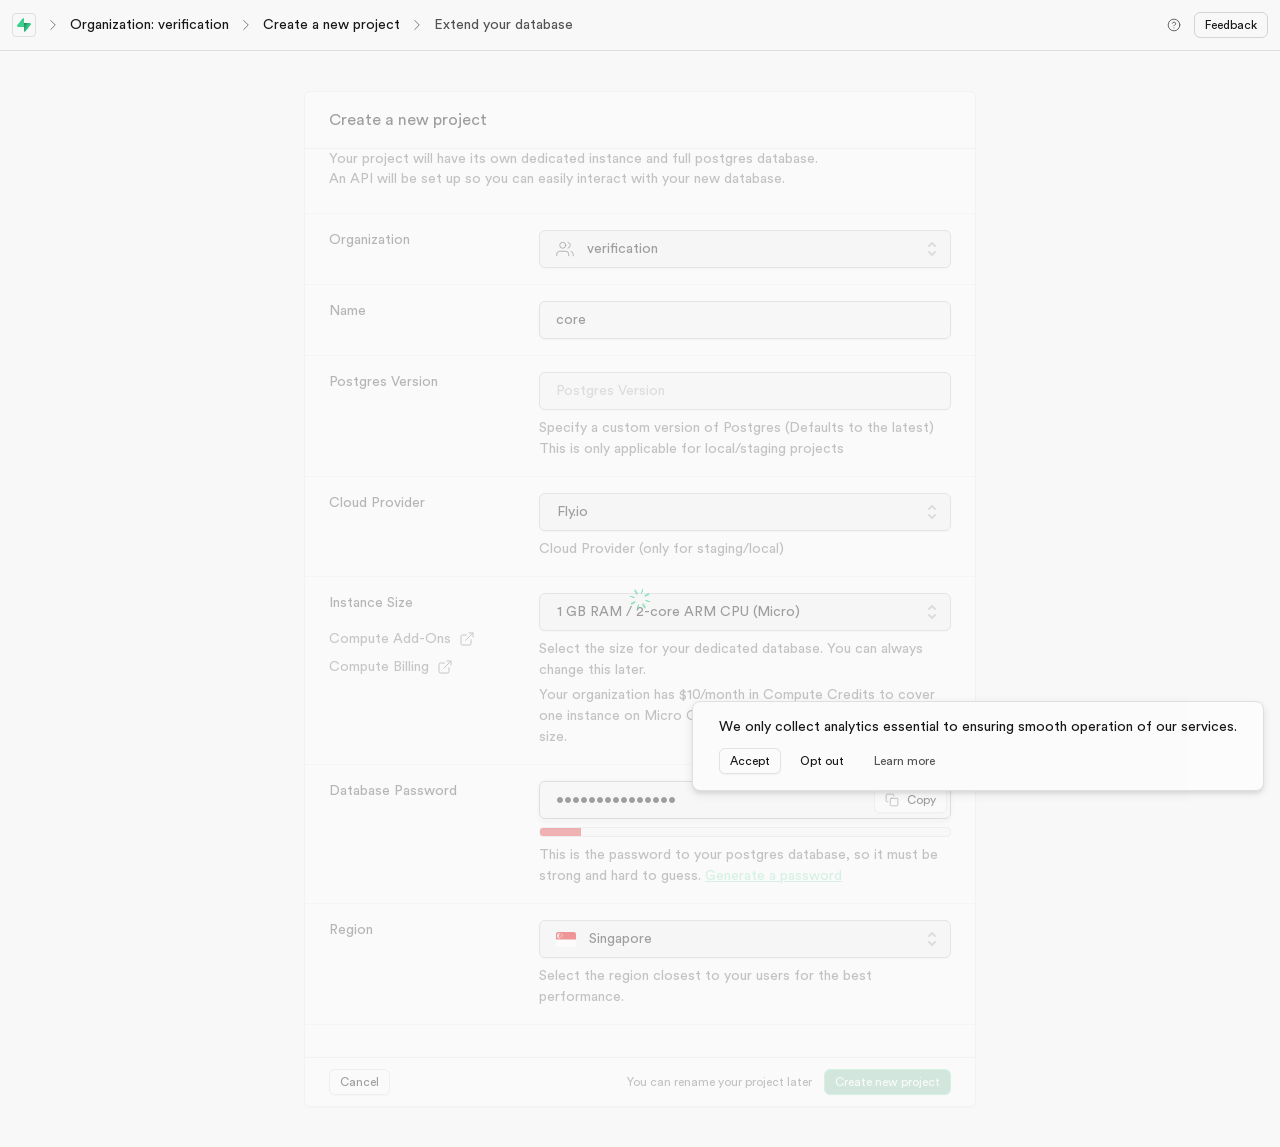 Organization: verification
Create a new project
Extend your database
Feedback
Create a new project
Your project will have its own dedicated instance and full postgres database.
An API will be set up so you can easily interact with your new database.
Organization
verification
Name
core
Postgres Version
Postgres Version
Specify a custom version of Postgres (Defaults to the latest)
This is only applicable for local/staging projects
Cloud Provider
Fly.io
Cloud Provider (only for staging/local)
Instance Size
Compute Add-Ons
Compute Billing
1 GB RAM / 2-core ARM CPU (Micro)
Select the size for your dedicated database. You can always
change this later.
Your organization has $10/month in Compute Credits to cover
one instance on Micro
size.
We only collect analytics essential to ensuring smooth operation of our services.
Accept
Opt out
Learn more
Database Password
•••••••••••••••
Copy
This is the password to your postgres database, so it must be
strong and hard to guess. Generate a password
Region
Singapore
Select the region closest to your users for the best
performance.
Cancel
You can rename your project later
Create new project